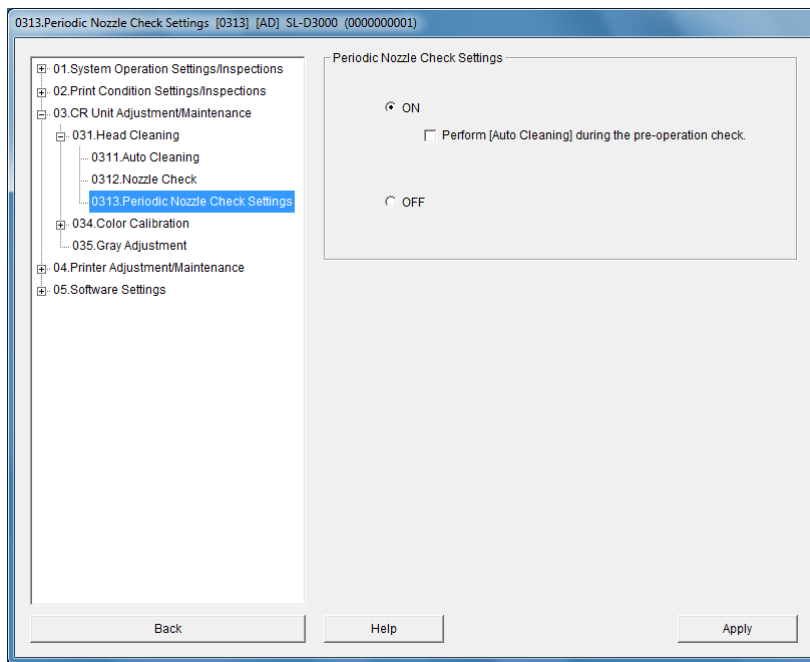 0313.Periodic Nozzle Check Settings [0313] [AD] SL-D3000 (0000000001)
01.System Operation Settings/Inspections
02.Print Condition Settings/Inspections
03.CR Unit Adjustment/Maintenance
031.Head Cleaning
0311.Auto Cleaning
0312.Nozzle Check
0313.Periodic Nozzle Check Settings
034.Color Calibration
035.Gray Adjustment
04.Printer Adjustment/Maintenance
05.Software Settings
Periodic Nozzle Check Settings
ON
Perform [Auto Cleaning] during the pre-operation check.
OFF
Back
Help
Apply